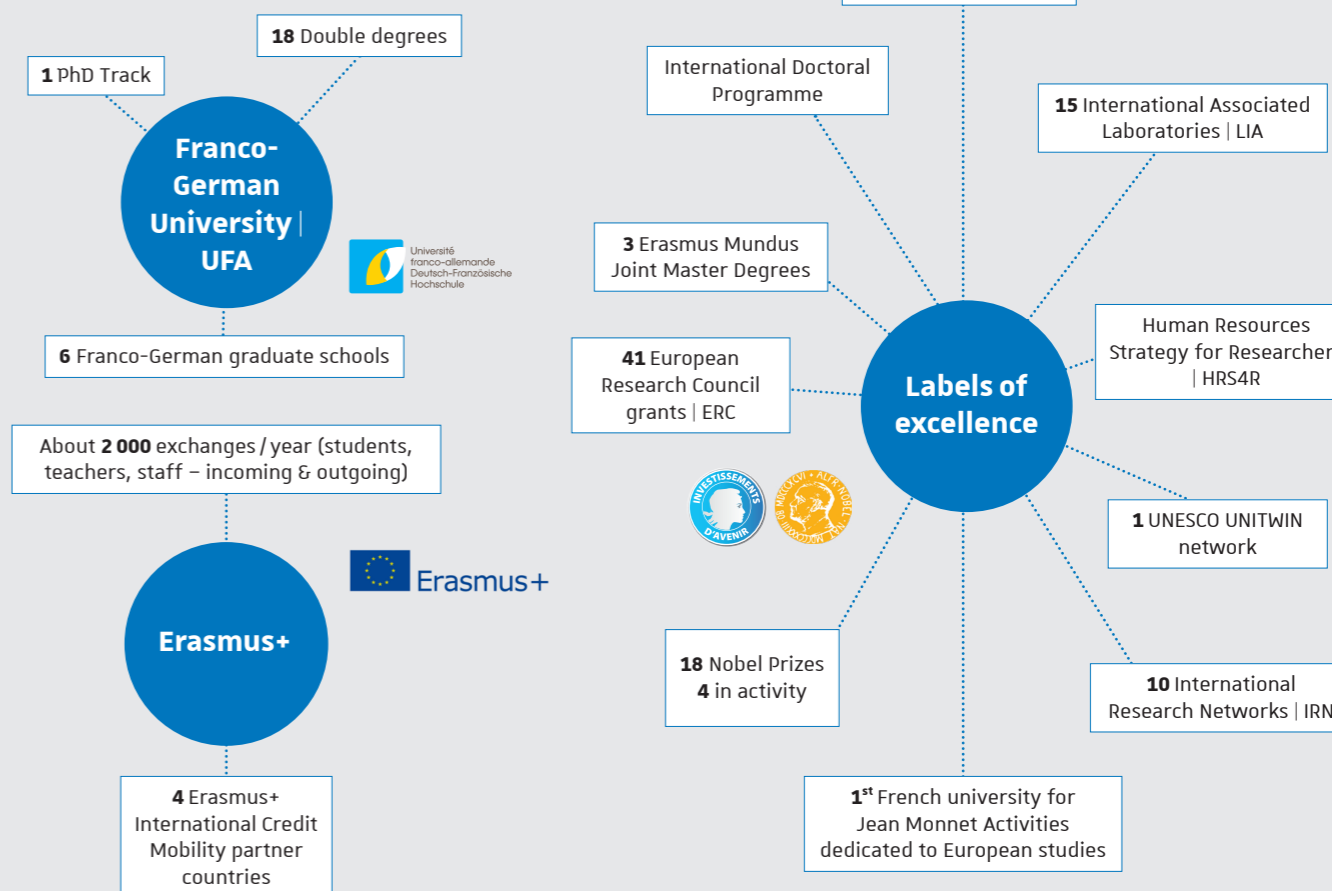 18 Double degrees
1 PhD Track
Franco-
German
University |
UFA
Université
franco-allemande
Deutsch-Französische
Hochschule
6 Franco-German graduate schools
About 2 000 exchanges / year (students,
teachers, staff – incoming & outgoing)
Erasmus+
Erasmus+
4 Erasmus+
International Credit
Mobility partner
countries
International Doctoral
Programme
15 International Associated
Laboratories | LIA
3 Erasmus Mundus
Joint Master Degrees
Human Resources
Strategy for Researcher
| HRS4R
41 European
Research Council
grants | ERC
Labels of
excellence
INVESTISSEMENTS
D'AVENIR
1 UNESCO UNITWIN
network
18 Nobel Prizes
4 in activity
10 International
Research Networks | IRN
1st French university for
Jean Monnet Activities
dedicated to European studies